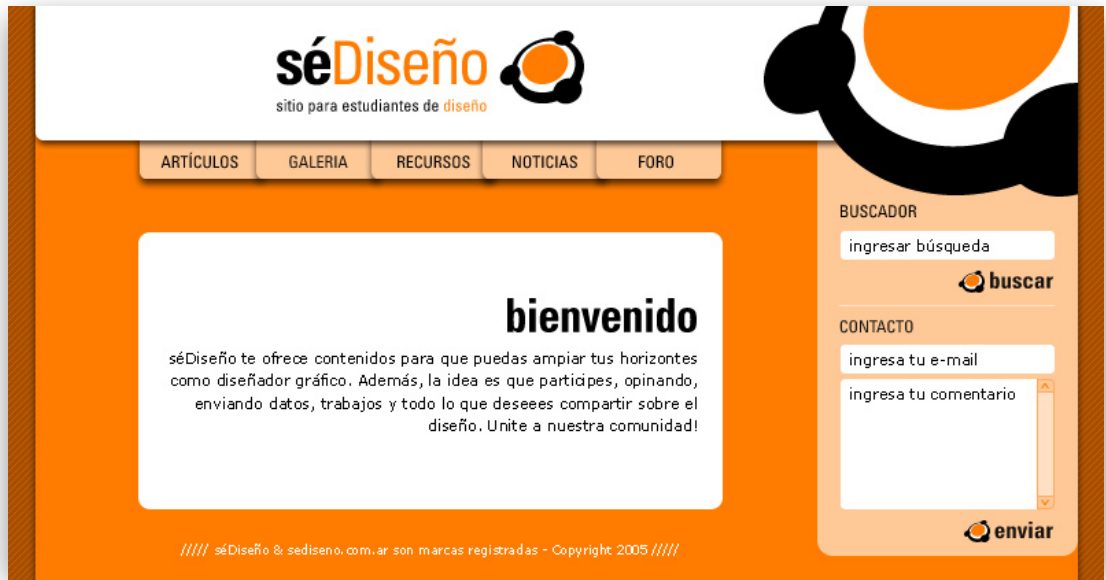 séDiseño
sitio para estudiantes de diseño
ARTÍCULOS GALERIA RECURSOS NOTICIAS FORO
bienvenido
séDiseño te ofrece contenidos para que puedas ampiar tus horizontes
como diseñador gráfico. Además, la idea es que participes, opinando,
enviando datos, trabajos y todo lo que deseees compartir sobre el
diseño. Unite a nuestra comunidad!
BUSCADOR
ingresar búsqueda
buscar
CONTACTO
ingresa tu e-mail
ingresa tu comentario
enviar
///// séDiseño & sediseno.com.ar son marcas registradas - Copyright 2005 /////